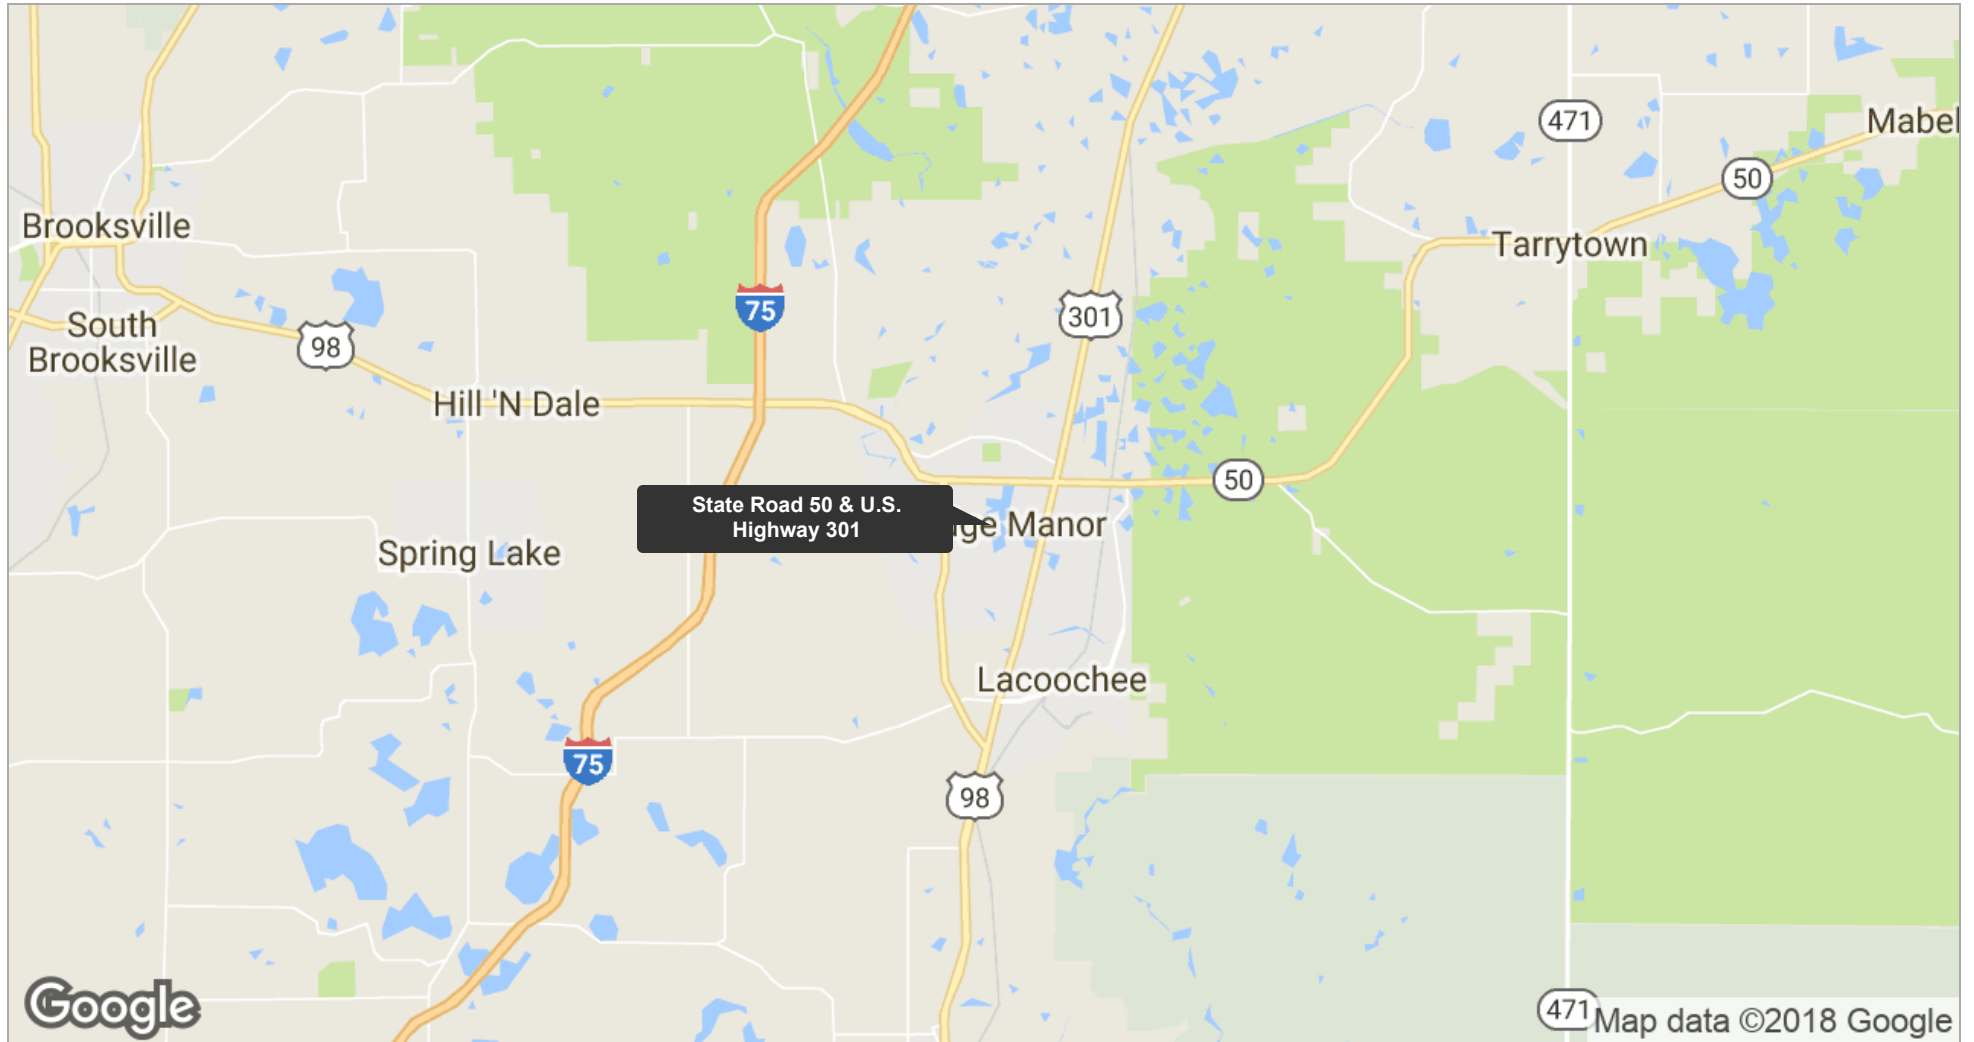 471
Mabel
50
Brooksville
Tarrytown
75
301
South
Brooksville
98
Hill 'N Dale
50
State Road 50 & U.S.
Highway 301
Manor
Spring Lake
Lacoochee
75
98
Google
471
Map data ©2018 Google